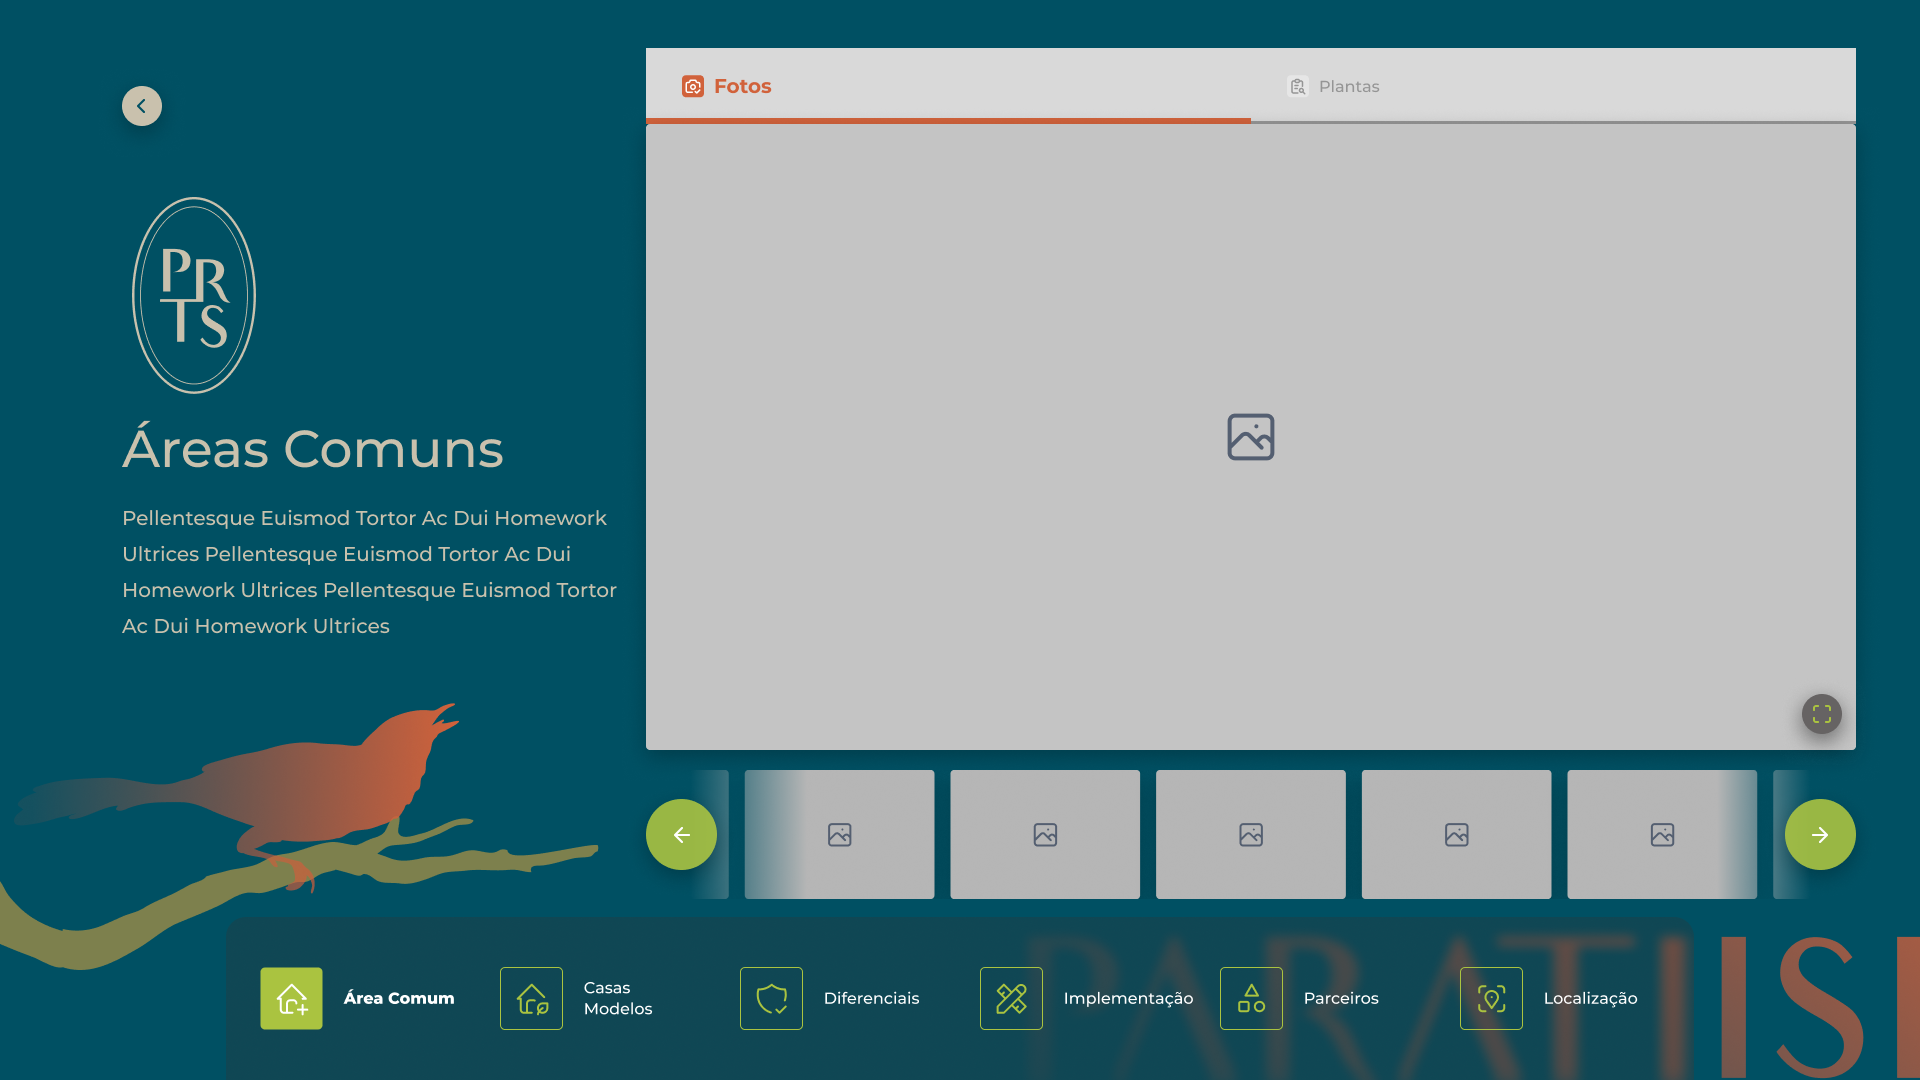 Fotos
Plantas
PR
TS
Áreas Comuns
Pellentesque Euismod Tortor Ac Dui Homework
Ultrices Pellentesque Euismod Tortor Ac Dui
Homework Ultrices Pellentesque Euismod Tortor
Ac Dui Homework Ultrices
Área Comum
Casas
Modelos
Diferenciais
Implementação
Parceiros
Localização
PARATIISI